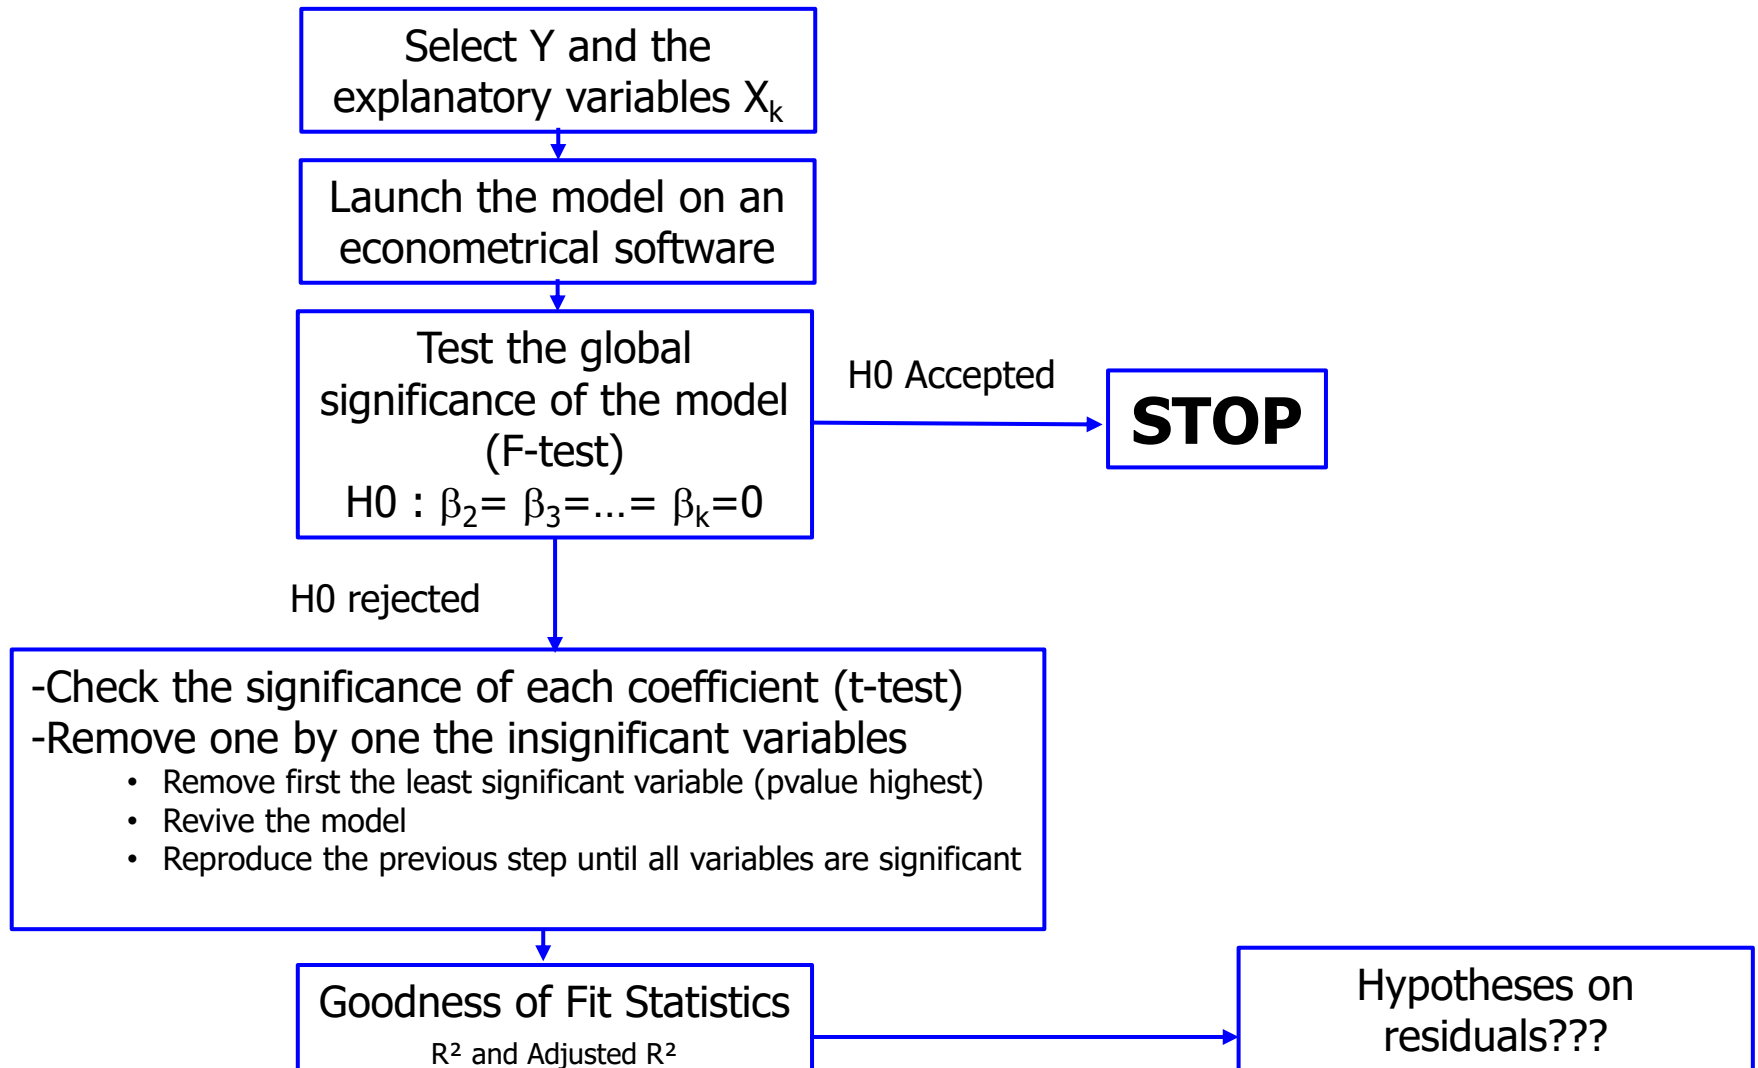 Select Y and the
explanatory variables Xₖ
Launch the model on an
econometrical software
Test the global
significance of the model
(F-test)
H0 : β₂= β₃=...= βₖ=0
H0 Accepted
STOP
H0 rejected
-Check the significance of each coefficient (t-test)
-Remove one by one the insignificant variables
• Remove first the least significant variable (pvalue highest)
• Revive the model
• Reproduce the previous step until all variables are significant
Goodness of Fit Statistics
R² and Adjusted R²
Hypotheses on
residuals???